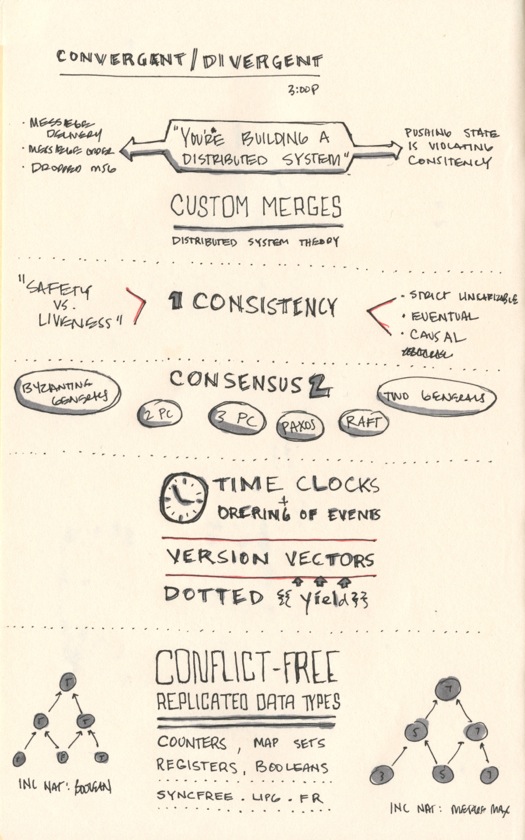 CONVERGENT/DIVERGENT
3:00P
· MESSAGE
DELIVERY
· MESSAGE ORDER
· DROPPED MSG
"YOU'RE BUILDING A
DISTRIBUTED SYSTEM"
PUSHING STATE
IS VIOLATING
CONSITENCY
CUSTOM MERGES
DISTRIBUTED SYSTEM THEORY
"SAFETY
VS.
LIVENESS"
1 CONSISTENCY
· STRICT LINEARIZABLE
· EVENTUAL
· CAUSAL
CONSENSUS 2
BYZANTING
GENERALS
2 PC
3 PC
PAXOS
RAFT
TWO GENERALS
TIME CLOCKS
+
ORERING OF EVENTS
VERSION VECTORS
DOTTED {{ yield }}
CONFLICT-FREE
REPLICATED DATA TYPES
COUNTERS, MAP SETS
REGISTERS, BOOLEANS
SYNCFREE.LIP6.FR
INC NAT: BOOLEAN
7
5
7
3
5
7
INC NAT: MERGE MAX